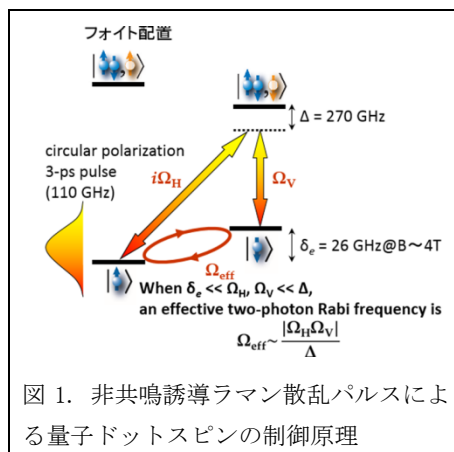 フォイト配置
Δ = 270 GHz
circular polarization
3-ps pulse
(110 GHz)
iΩH
ΩV
δe = 26 GHz@B~4T
Ωeff
When δe << ΩH, ΩV << Δ,
an effective two-photon Rabi frequency is
Ωeff ~ |ΩHΩV| / Δ
図 1. 非共鳴誘導ラマン散乱パルスによ
る量子ドットスピンの制御原理